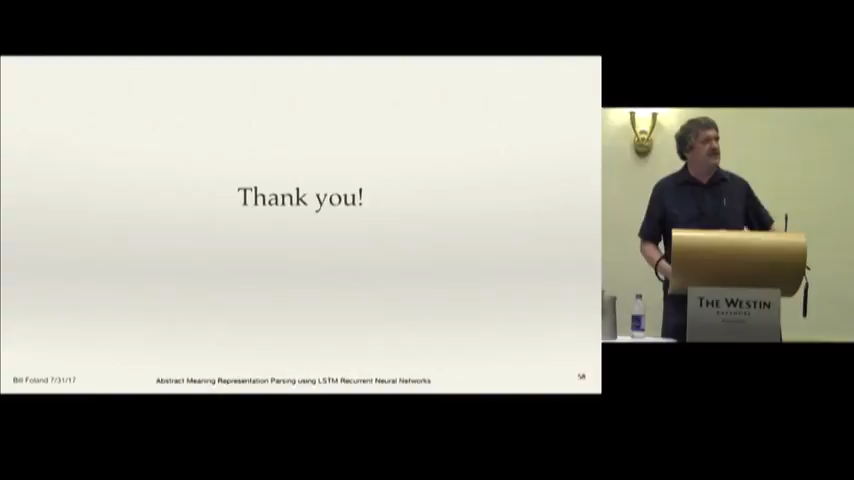 Thank you!
Bill Foland 7/31/17
Abstract Meaning Representation Parsing using LSTM Recurrent Neural Networks
58
THE WESTIN